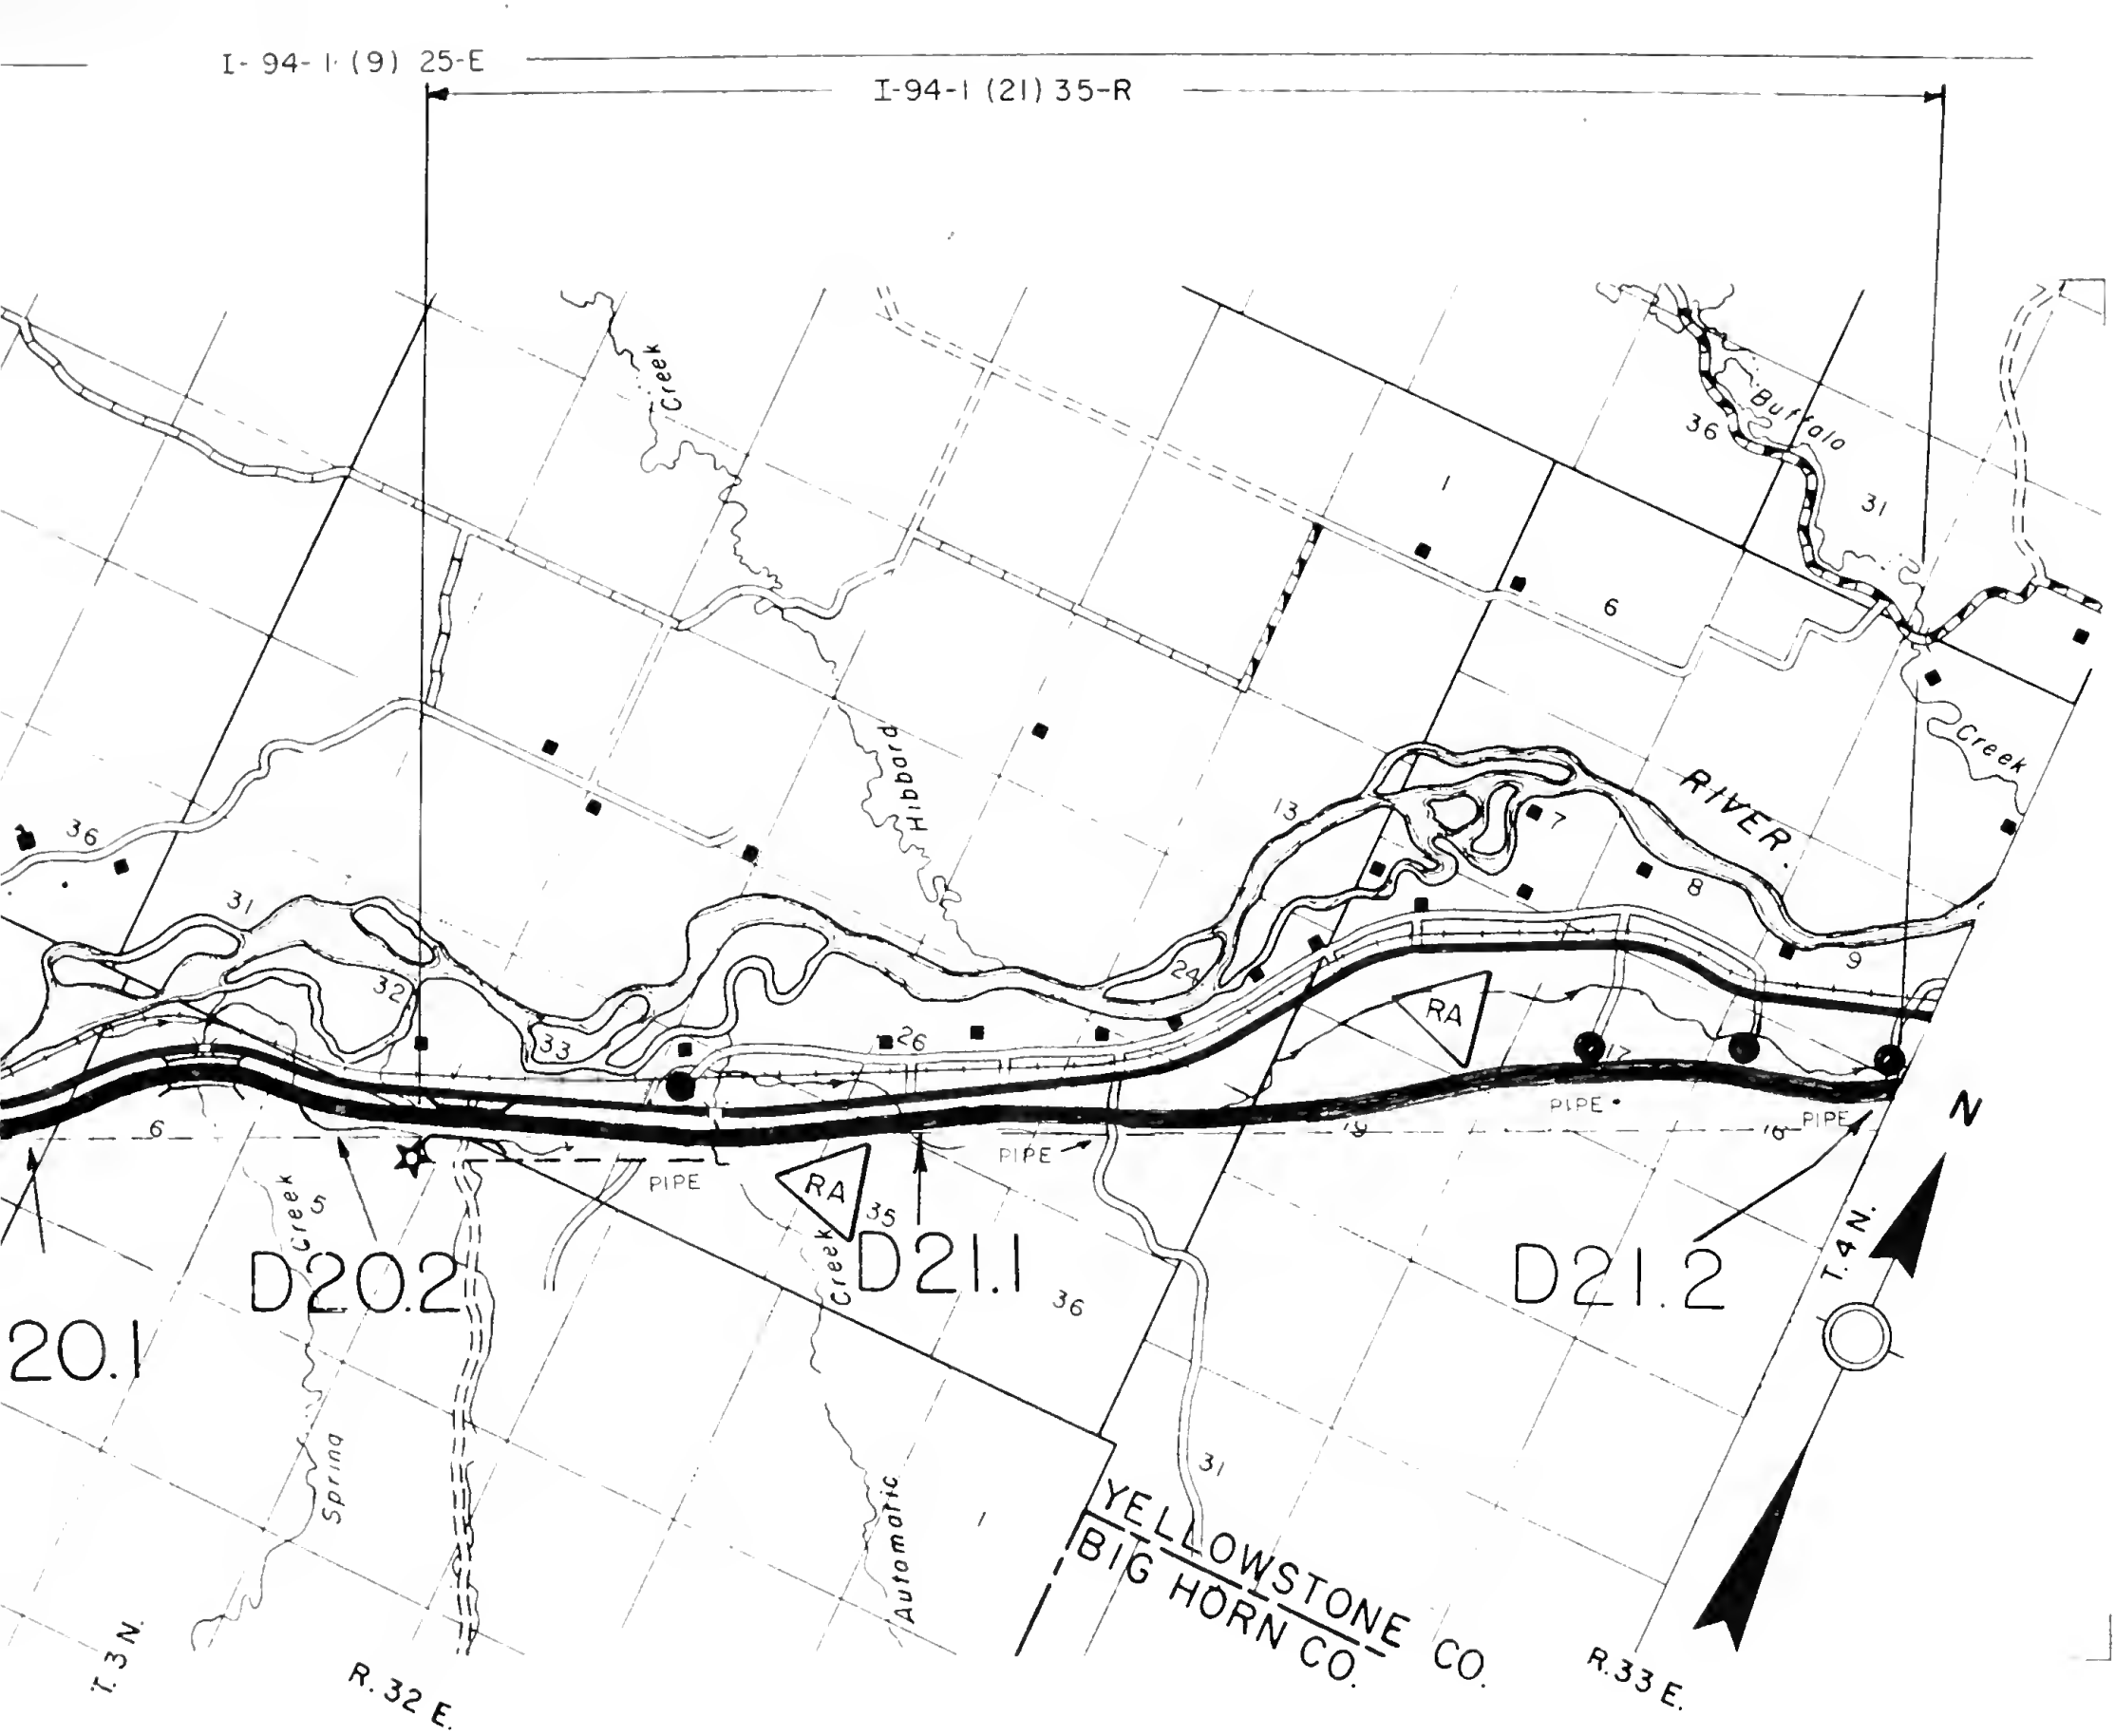 I-94-1 (9) 25-E
I-94-1 (21) 35-R
Creek
Buffalo
36
31
1
6
Hibbard
Creek
RIVER.
13
7
8
9
36
31
32
33
26
24
RA
17
PIPE
PIPE
18
16
6
PIPE
PIPE
RA
35
N
T. 4 N.
Creek
5
Creek
D20.2
D21.1
D21.2
36
20.1
Spring
Automatic
1
31
YELLOWSTONE CO.
BIG HORN CO.
T. 3 N.
R. 32 E.
R. 33 E.